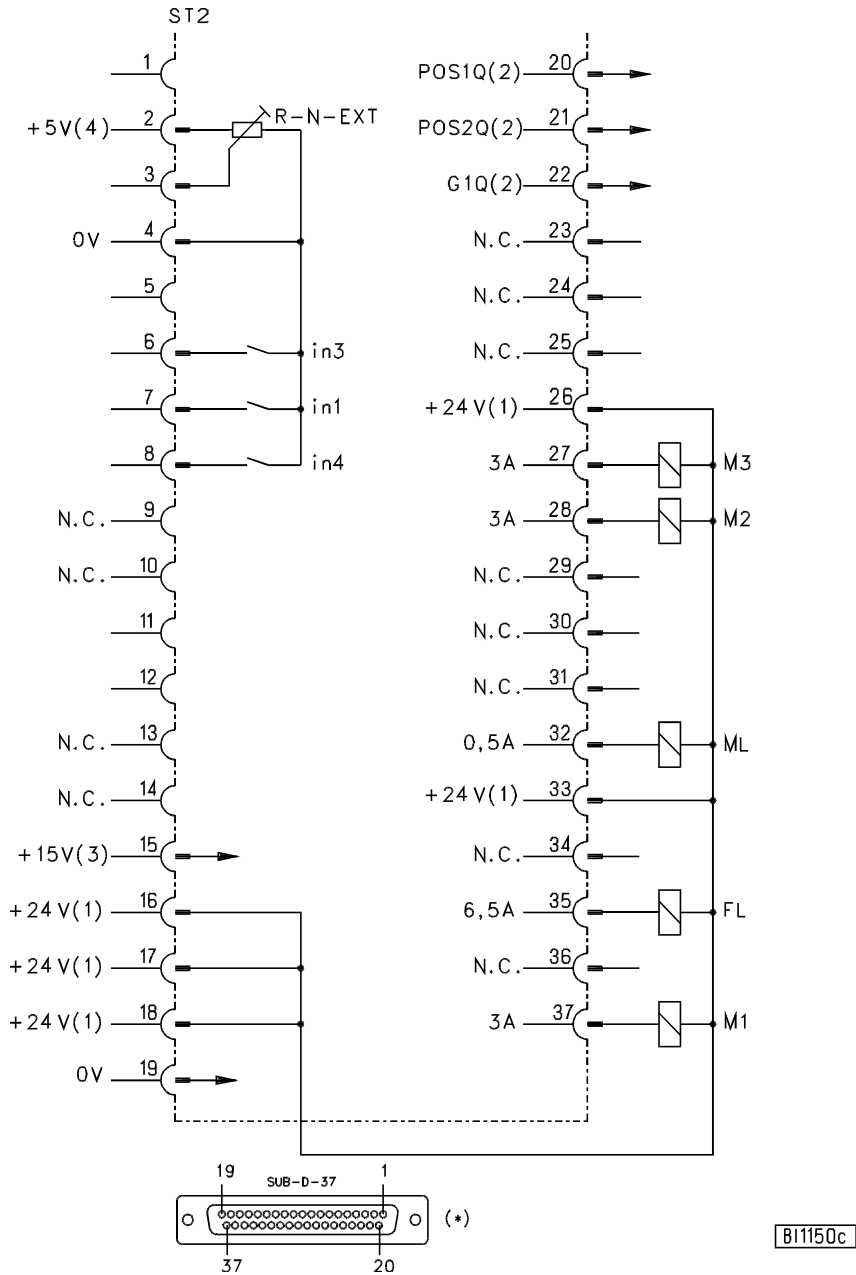 ST2
1
+5V(4) 2 R-N-EXT
3
0V 4
5
6 in3
7 in1
8 in4
N.C. 9
N.C. 10
11
12
N.C. 13
N.C. 14
+15V(3) 15
+24V(1) 16
+24V(1) 17
+24V(1) 18
0V 19
POS1Q(2) 20
POS2Q(2) 21
G1Q(2) 22
N.C. 23
N.C. 24
N.C. 25
+24V(1) 26
3A 27 M3
3A 28 M2
N.C. 29
N.C. 30
N.C. 31
0,5A 32 ML
+24V(1) 33
N.C. 34
6,5A 35 FL
N.C. 36
3A 37 M1
19 SUB-D-37 1
(*)
37 20
BI1150c